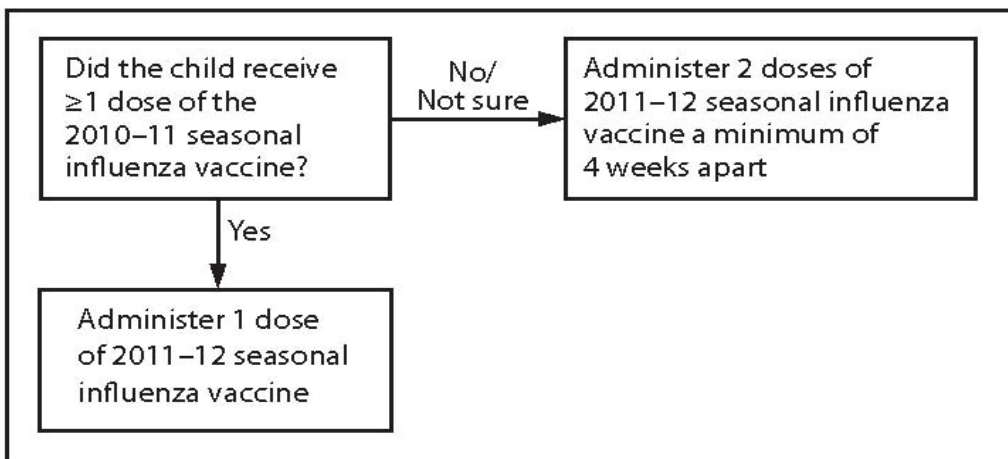 Did the child receive
≥1 dose of the
2010–11 seasonal
influenza vaccine?
No/
Not sure
Administer 2 doses of
2011–12 seasonal influenza
vaccine a minimum of
4 weeks apart
Yes
Administer 1 dose
of 2011–12 seasonal
influenza vaccine